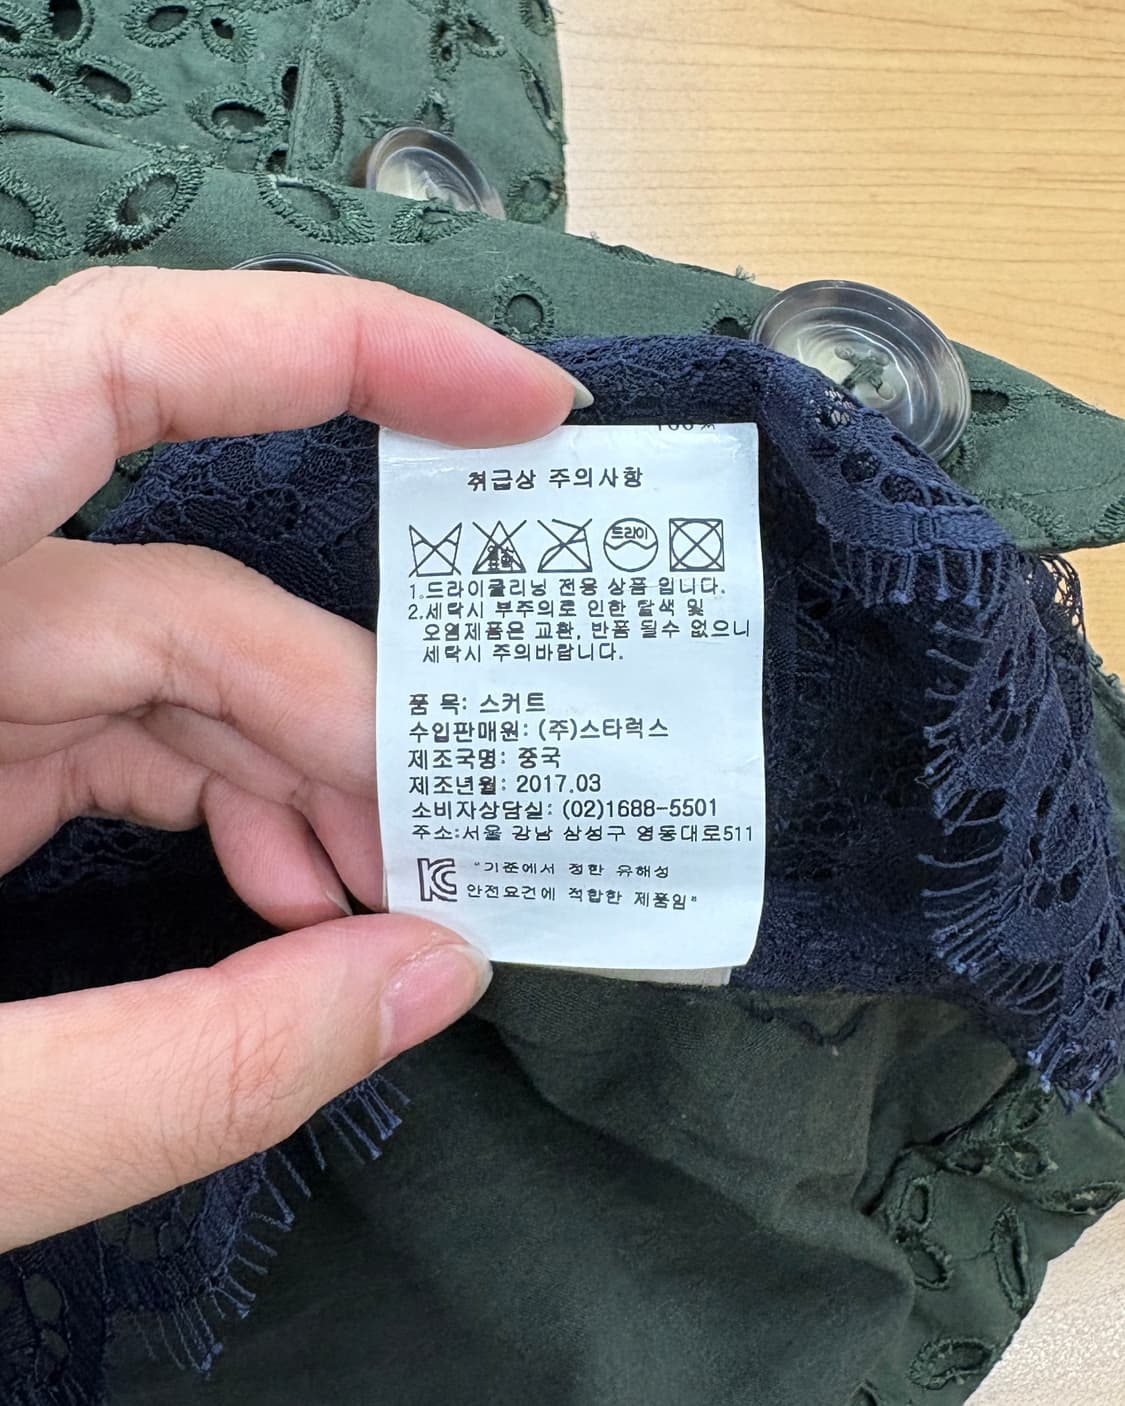 100%
취급상 주의사항
염소
표백
드라이
1.드라이클리닝 전용 상품 입니다.
2.세탁시 부주의로 인한 탈색 및
오염제품은 교환, 반품 될수 없으니
세탁시 주의바랍니다.
품 목: 스커트
수입판매원: (주)스타럭스
제조국명: 중국
제조년월: 2017.03
소비자상담실: (02)1688-5501
주소:서울 강남 삼성구 영동대로511
"기준에서 정한 유해성
안전요건에 적합한 제품임"